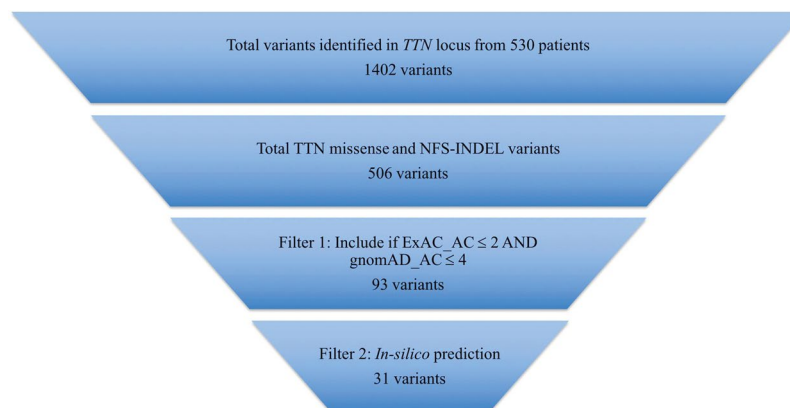 Total variants identified in TTN locus from 530 patients
1402 variants
Total TTN missense and NFS-INDEL variants
506 variants
Filter 1: Include if ExAC_AC ≤ 2 AND
gnomAD_AC ≤ 4
93 variants
Filter 2: In-silico prediction
31 variants